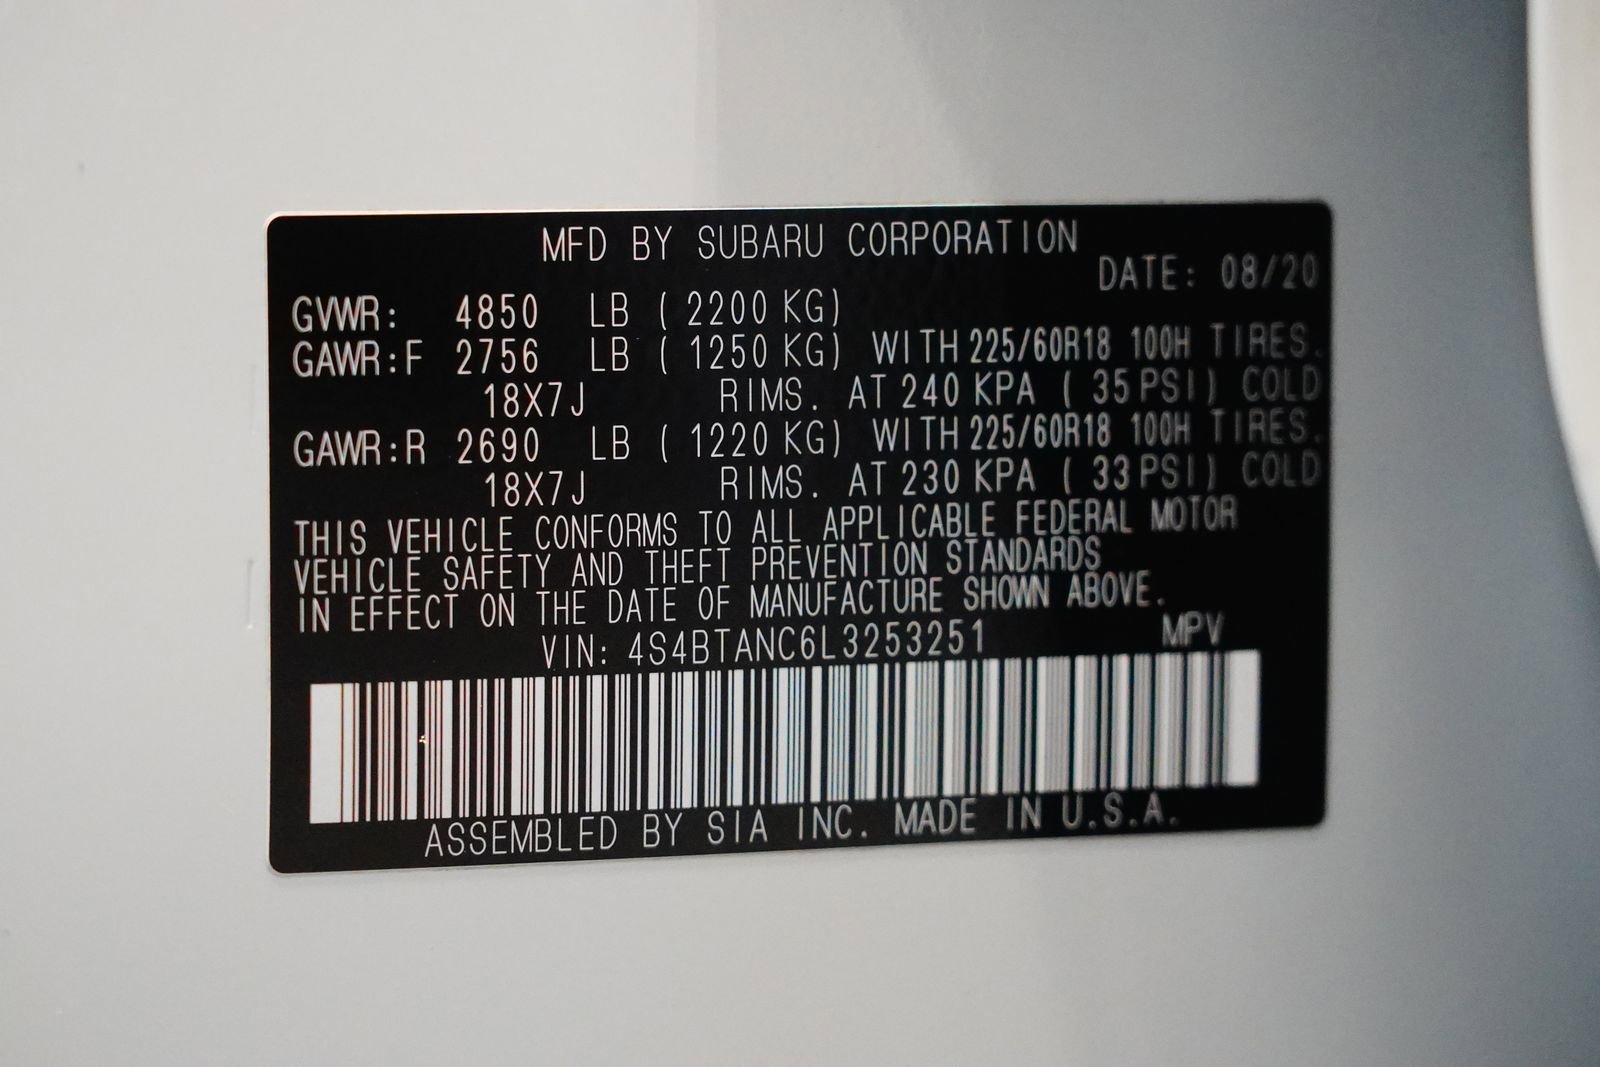 MFD BY SUBARU CORPORATION
DATE: 08/20
GVWR: 4850 LB ( 2200 KG)
GAWR:F 2756 LB ( 1250 KG) WITH 225/60R18 100H TIRES.
18X7J RIMS. AT 240 KPA ( 35 PSI) COLD
GAWR:R 2690 LB ( 1220 KG) WITH 225/60R18 100H TIRES.
18X7J RIMS. AT 230 KPA ( 33 PSI) COLD
THIS VEHICLE CONFORMS TO ALL APPLICABLE FEDERAL MOTOR
VEHICLE SAFETY AND THEFT PREVENTION STANDARDS
IN EFFECT ON THE DATE OF MANUFACTURE SHOWN ABOVE.
VIN: 4S4BTANC6L3253251 MPV
ASSEMBLED BY SIA INC. MADE IN U.S.A.